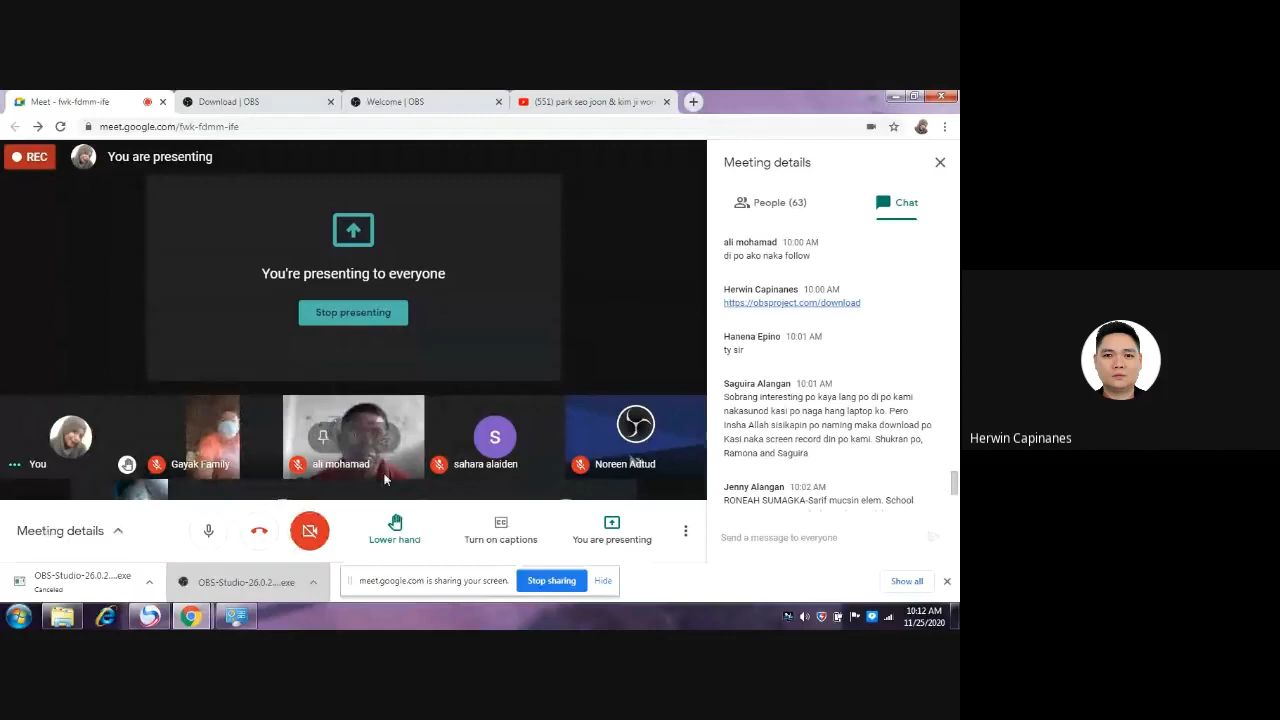 Meet - fwk-fdmm-ife
Download | OBS
Welcome | OBS
(551) park seo joon & kim ji wor
meet.google.com/fwk-fdmm-ife
REC
You are presenting
You're presenting to everyone
Stop presenting
You
Gayak Family
ali mohamad
S
sahara alaiden
Noreen Adtud
Meeting details
Lower hand
Turn on captions
You are presenting
Meeting details
People (63)
Chat
ali mohamad 10:00 AM
di po ako naka follow
Herwin Capinanes 10:00 AM
https://obsproject.com/download
Hanena Epino 10:01 AM
ty sir
Saguira Alangan 10:01 AM
Sobrang interesting po kaya lang po di po kami
nakasunod kasi po naga hang laptop ko. Pero
Insha Allah sisikapin po naming maka download po
Kasi naka screen record din po kami. Shukran po,
Ramona and Saguira
Jenny Alangan 10:02 AM
RONEAH SUMAGKA-Sarif mucsin elem. School
Send a message to everyone
OBS-Studio-26.0.2....exe
Canceled
OBS-Studio-26.0.2....exe
meet.google.com is sharing your screen.
Stop sharing
Hide
Show all
10:12 AM
11/25/2020
Herwin Capinanes